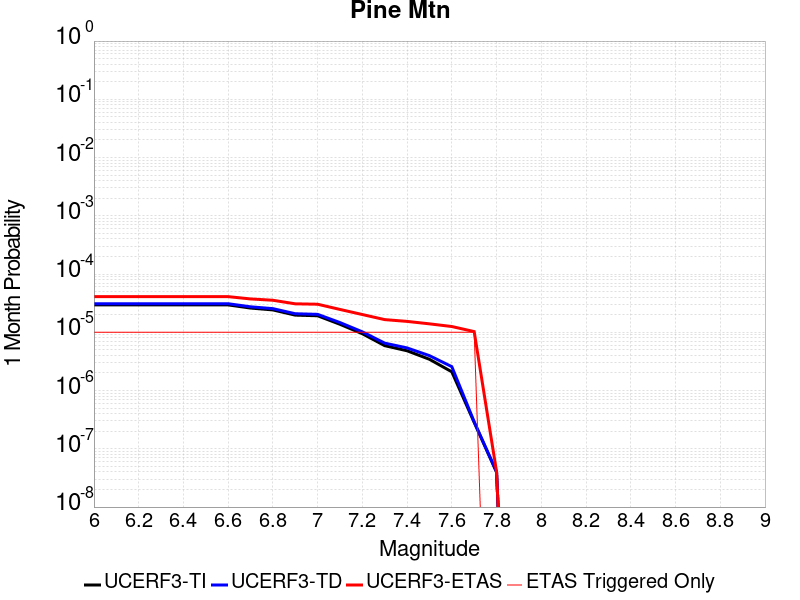 Pine Mtn
10^0
10^-1
10^-2
10^-3
10^-4
10^-5
10^-6
10^-7
10^-8
1 Month Probability
6 6.2 6.4 6.6 6.8 7 7.2 7.4 7.6 7.8 8 8.2 8.4 8.6 8.8 9
Magnitude
UCERF3-TI UCERF3-TD UCERF3-ETAS ETAS Triggered Only